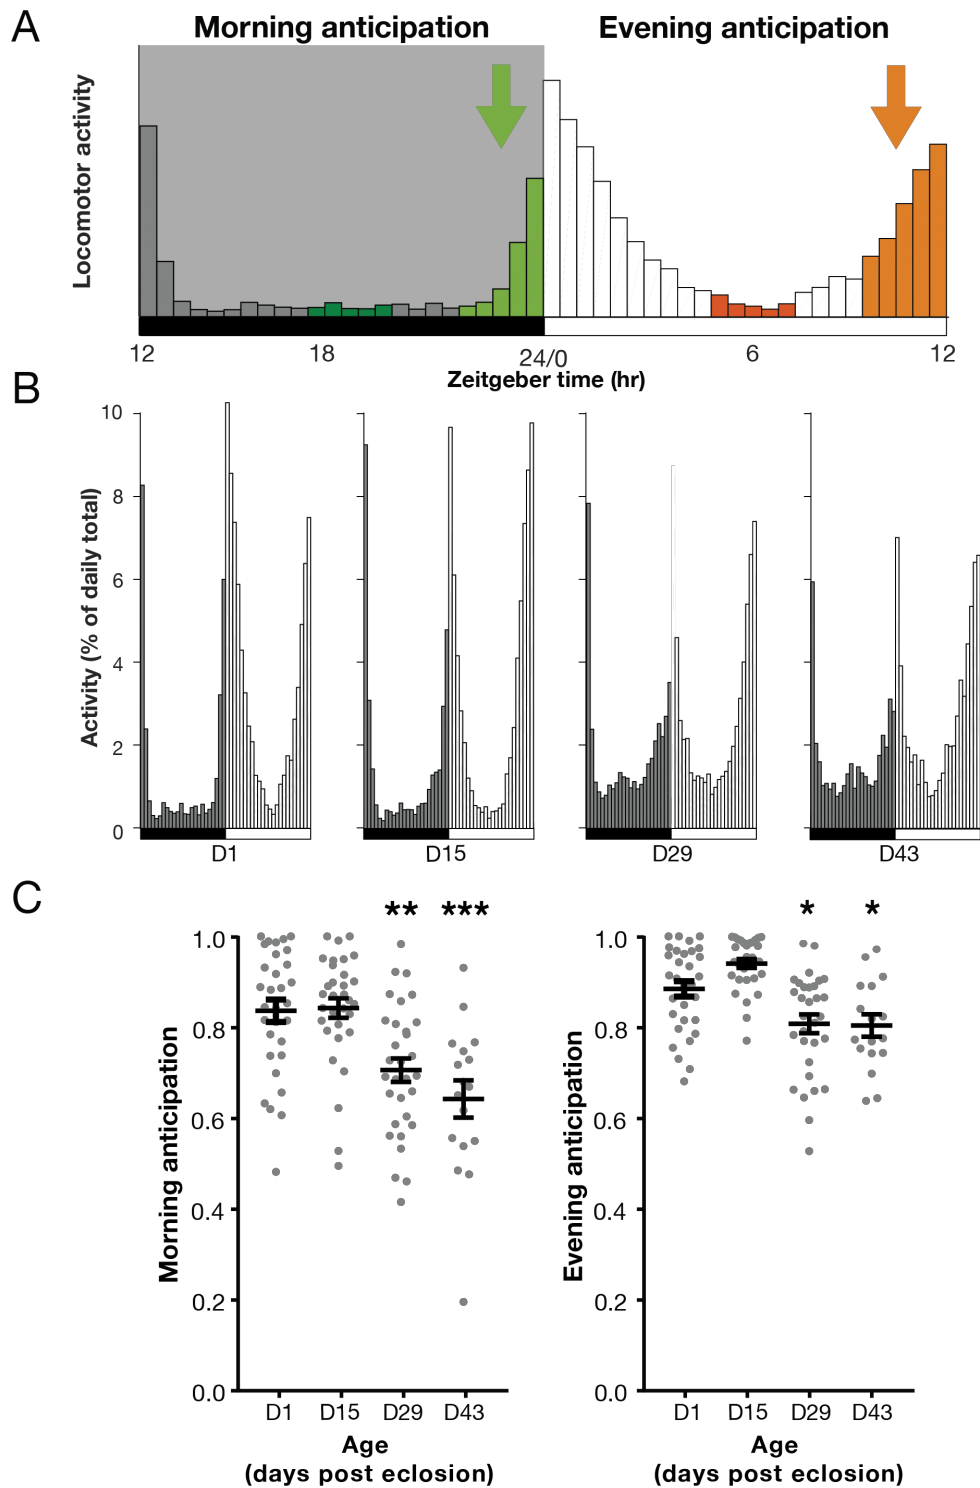 A
Morning anticipation
Evening anticipation
Locomotor activity
12
18
24/0
6
12
Zeitgeber time (hr)
B
Activity (% of daily total)
10
8
6
4
2
0
D1
D15
D29
D43
C
** ***
Morning anticipation
1.0
0.8
0.6
0.4
0.2
0.0
D1 D15 D29 D43
Age
(days post eclosion)
* *
Evening anticipation
1.0
0.8
0.6
0.4
0.2
0.0
D1 D15 D29 D43
Age
(days post eclosion)